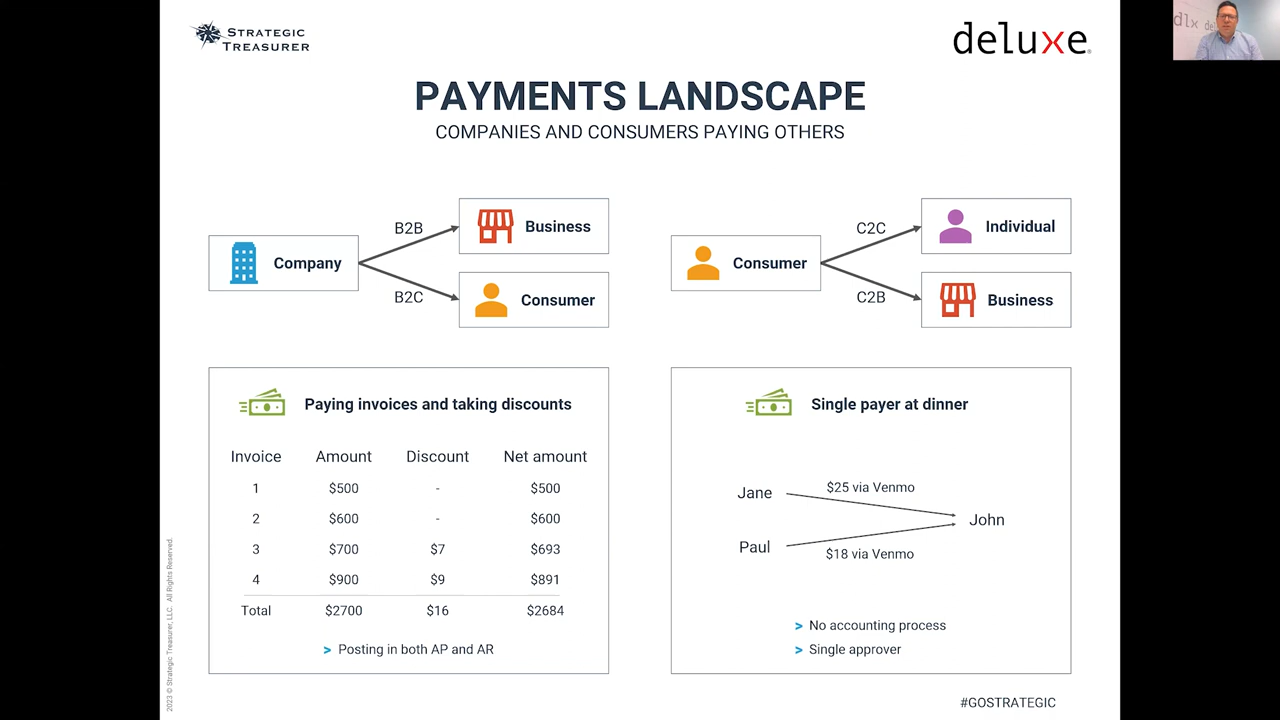 STRATEGIC
TREASURER
deluxe.
PAYMENTS LANDSCAPE
COMPANIES AND CONSUMERS PAYING OTHERS
Company
B2B
Business
B2C
Consumer
Consumer
C2C
Individual
C2B
Business
Paying invoices and taking discounts
Invoice Amount Discount Net amount
1 $500 - $500
2 $600 - $600
3 $700 $7 $693
4 $900 $9 $891
Total $2700 $16 $2684
> Posting in both AP and AR
Single payer at dinner
Jane
$25 via Venmo
John
Paul
$18 via Venmo
> No accounting process
> Single approver
2023 © Strategic Treasurer, LLC. All Rights Reserved.
#GOSTRATEGIC
dlx